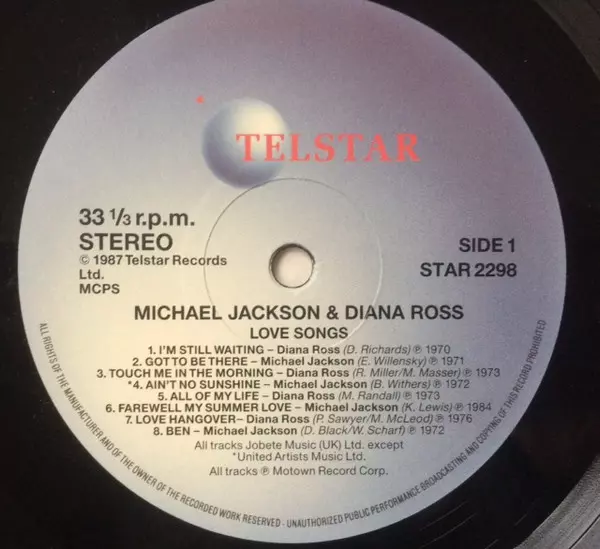 TELSTAR
33 1/3 r.p.m.
STEREO
© 1987 Telstar Records
Ltd.
MCPS
SIDE 1
STAR 2298
MICHAEL JACKSON & DIANA ROSS
LOVE SONGS
1. I'M STILL WAITING – Diana Ross (D. Richards) ℗ 1970
2. GOT TO BE THERE – Michael Jackson (E. Willensky) ℗ 1971
3. TOUCH ME IN THE MORNING – Diana Ross (R. Miller/M. Masser) ℗ 1973
*4. AIN'T NO SUNSHINE – Michael Jackson (B. Withers) ℗ 1972
5. ALL OF MY LIFE – Diana Ross (M. Randall) ℗ 1973
6. FAREWELL MY SUMMER LOVE – Michael Jackson (K. Lewis) ℗ 1984
7. LOVE HANGOVER – Diana Ross (P. Sawyer/M. McLeod) ℗ 1976
8. BEN – Michael Jackson (D. Black/W. Scharf) ℗ 1972
All tracks Jobete Music (UK) Ltd. except
*United Artists Music Ltd.
All tracks ℗ Motown Record Corp.
ALL RIGHTS OF THE MANUFACTURER AND OF THE OWNER OF THE RECORDED WORK RESERVED - UNAUTHORIZED PUBLIC PERFORMANCE BROADCASTING AND COPYING OF THIS RECORD PROHIBITED